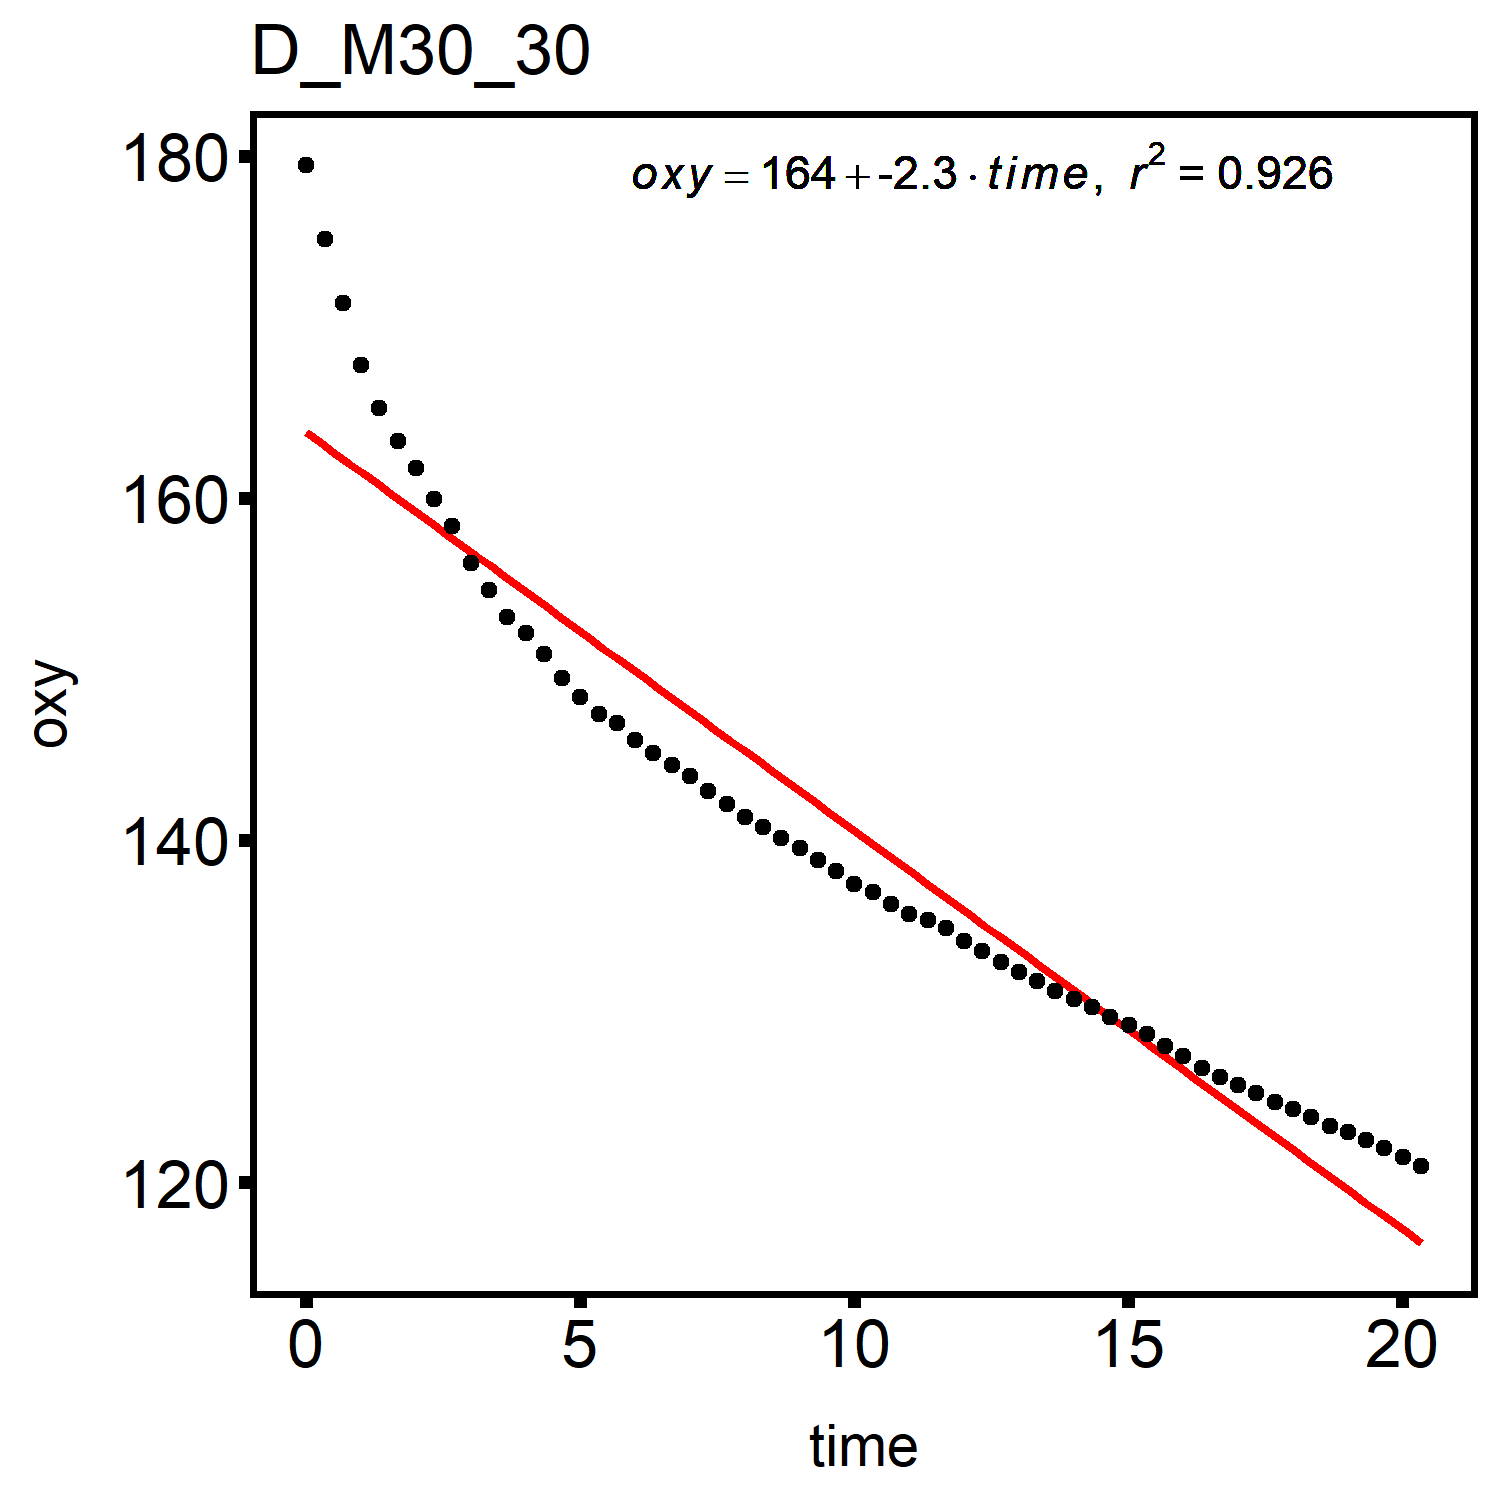 D_M30_30
oxy = 164 + -2.3 · time, r² = 0.926
180
160
140
120
oxy
0 5 10 15 20
time